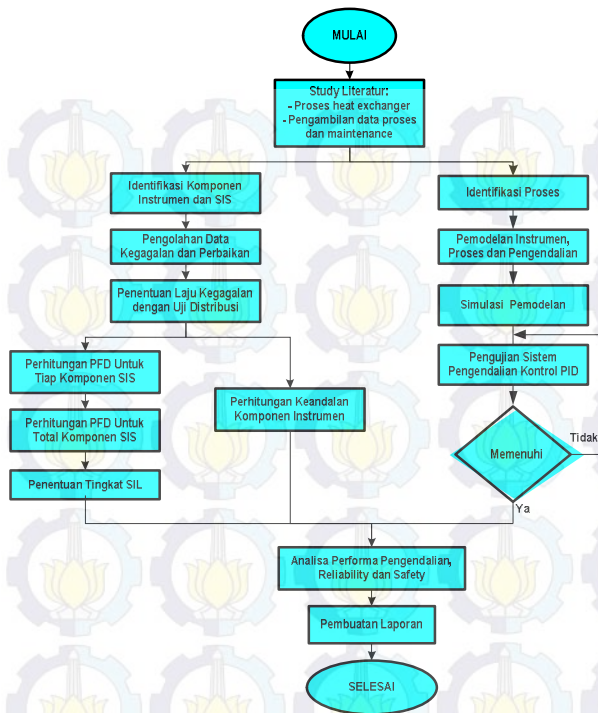 MULAI
Study Literatur:
- Proses heat exchanger
- Pengambilan data proses
dan maintenance
Identifikasi Komponen
Instrumen dan SIS
Pengolahan Data
Kegagalan dan Perbaikan
Penentuan Laju Kegagalan
dengan Uji Distribusi
Perhitungan PFD Untuk
Tiap Komponen SIS
Perhitungan PFD Untuk
Total Komponen SIS
Penentuan Tingkat SIL
Perhitungan Keandalan
Komponen Instrumen
Identifikasi Proses
Pemodelan Instrumen,
Proses dan Pengendalian
Simulasi Pemodelan
Pengujian Sistem
Pengendalian Kontrol PID
Memenuhi
Tidak
Ya
Analisa Performa Pengendalian,
Reliability dan Safety
Pembuatan Laporan
SELESAI